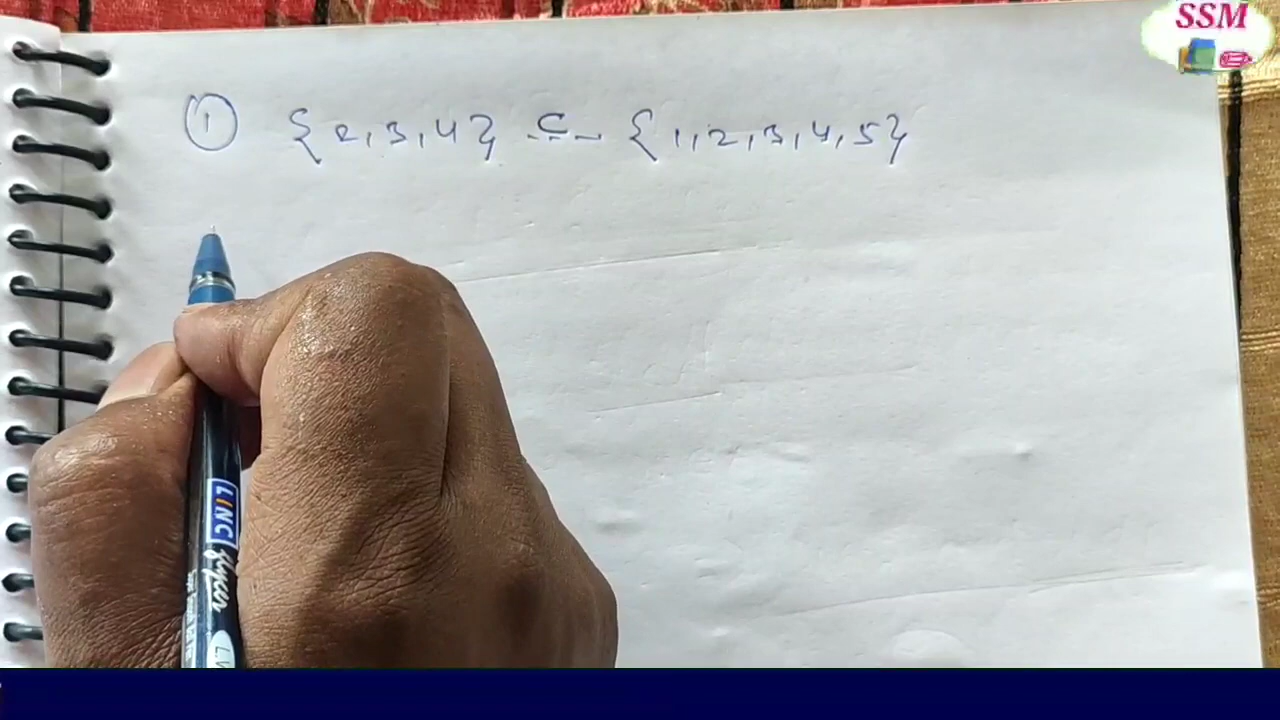 SSM
① {2,3,4} ⊂ {1,2,3,4,5}
LINC